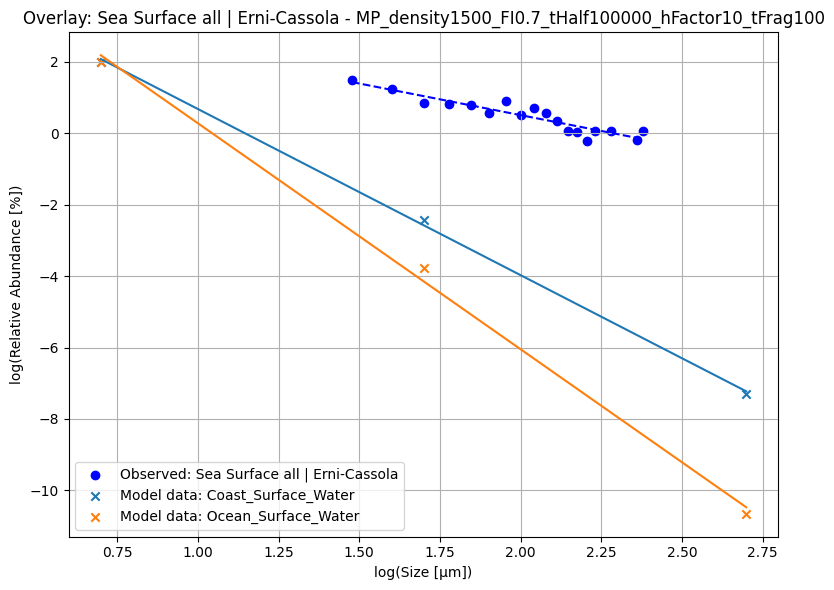 Overlay: Sea Surface all | Erni-Cassola - MP_density1500_FI0.7_tHalf100000_hFactor10_tFrag100
log(Relative Abundance [%])
2
0
−2
−4
−6
−8
−10
Observed: Sea Surface all | Erni-Cassola
Model data: Coast_Surface_Water
Model data: Ocean_Surface_Water
0.75 1.00 1.25 1.50 1.75 2.00 2.25 2.50 2.75
log(Size [μm])